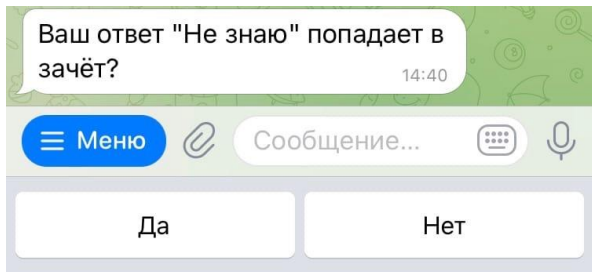 Ваш ответ "Не знаю" попадает в
зачёт?
14:40
Меню
Сообщение...
Да
Нет